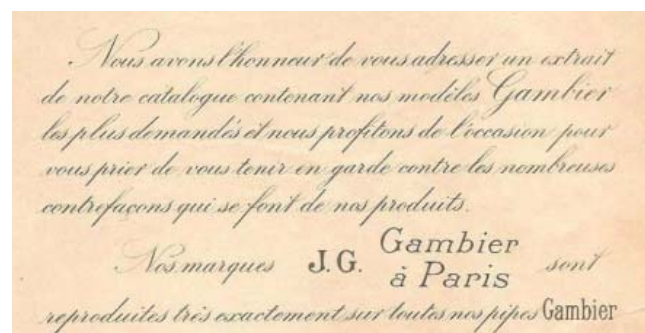 Nous avons l'honneur de vous adresser un extrait
de notre catalogue contenant nos modèles Gambier
les plus demandés et nous profitons de l'occasion pour
vous prier de vous tenir en garde contre les nombreuses
contrefaçons qui se font de nos produits.
Nos marques J.G. Gambier à Paris sont
reproduites très exactement sur toutes nos pipes Gambier